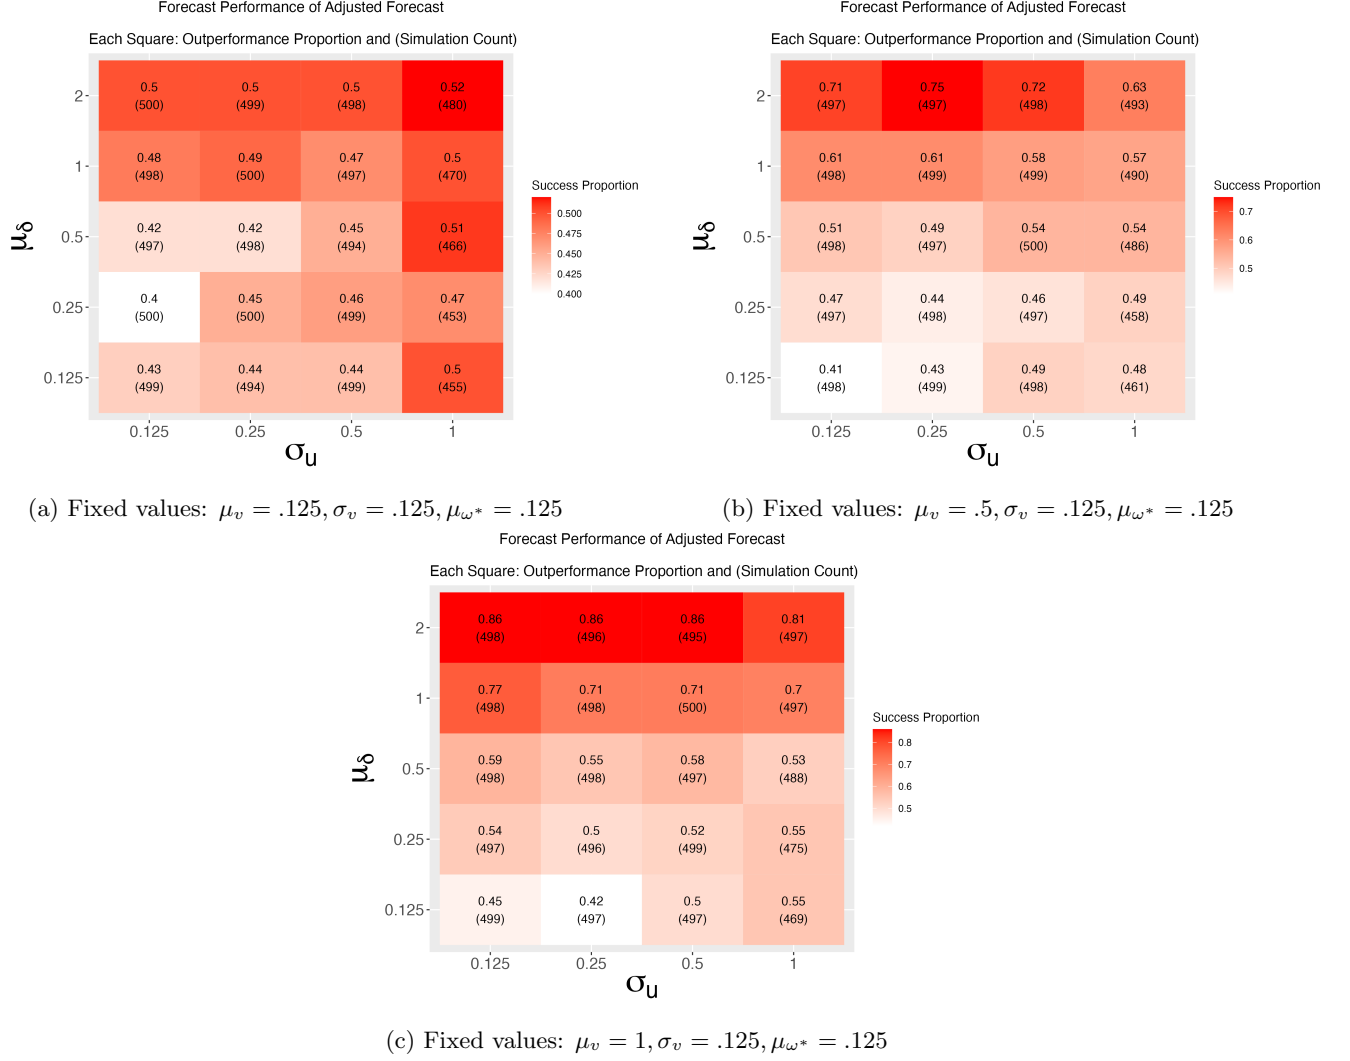 Forecast Performance of Adjusted Forecast
Each Square: Outperformance Proportion and (Simulation Count)
2
0.5 0.5 0.5 0.52
(500) (499) (498) (480)
1
0.48 0.49 0.47 0.5
(498) (500) (497) (470)
0.5
0.42 0.42 0.45 0.51
(497) (498) (494) (466)
0.25
0.4 0.45 0.46 0.47
(500) (500) (499) (453)
0.125
0.43 0.44 0.44 0.5
(499) (494) (499) (455)
0.125 0.25 0.5 1
μδ
σu
Success Proportion
0.500
0.475
0.450
0.425
0.400
(a) Fixed values: μv = .125, σv = .125, μω* = .125
Forecast Performance of Adjusted Forecast
Each Square: Outperformance Proportion and (Simulation Count)
2
0.71 0.75 0.72 0.63
(497) (497) (498) (493)
1
0.61 0.61 0.58 0.57
(498) (499) (499) (490)
0.5
0.51 0.49 0.54 0.54
(498) (497) (500) (486)
0.25
0.47 0.44 0.46 0.49
(497) (498) (497) (458)
0.125
0.41 0.43 0.49 0.48
(498) (499) (498) (461)
0.125 0.25 0.5 1
μδ
σu
Success Proportion
0.7
0.6
0.5
(b) Fixed values: μv = .5, σv = .125, μω* = .125
Forecast Performance of Adjusted Forecast
Each Square: Outperformance Proportion and (Simulation Count)
2
0.86 0.86 0.86 0.81
(498) (496) (495) (497)
1
0.77 0.71 0.71 0.7
(498) (498) (500) (497)
0.5
0.59 0.55 0.58 0.53
(498) (498) (497) (488)
0.25
0.54 0.5 0.52 0.55
(497) (496) (499) (475)
0.125
0.45 0.42 0.5 0.55
(499) (497) (497) (469)
0.125 0.25 0.5 1
μδ
σu
Success Proportion
0.8
0.7
0.6
0.5
(c) Fixed values: μv = 1, σv = .125, μω* = .125